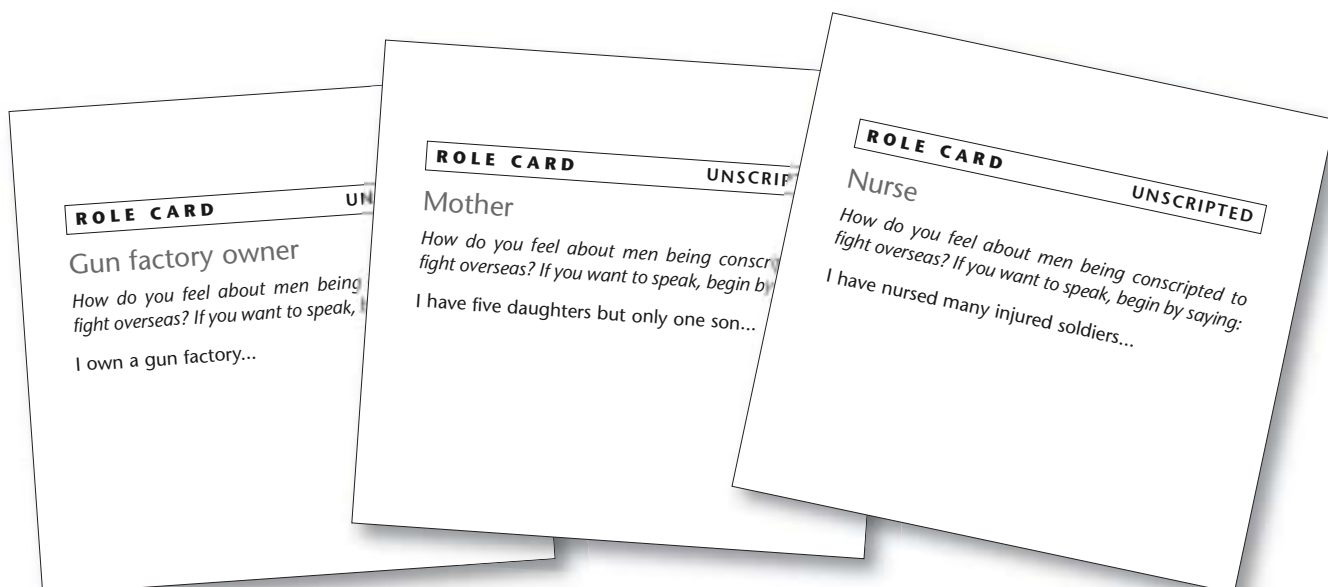 ROLE CARD
Gun factory owner
How do you feel about men being
fight overseas? If you want to speak,
I own a gun factory...
ROLE CARD UNSCRIP
Mother
How do you feel about men being conscr
fight overseas? If you want to speak, begin by
I have five daughters but only one son...
ROLE CARD UNSCRIPTED
Nurse
How do you feel about men being conscripted to
fight overseas? If you want to speak, begin by saying:
I have nursed many injured soldiers...